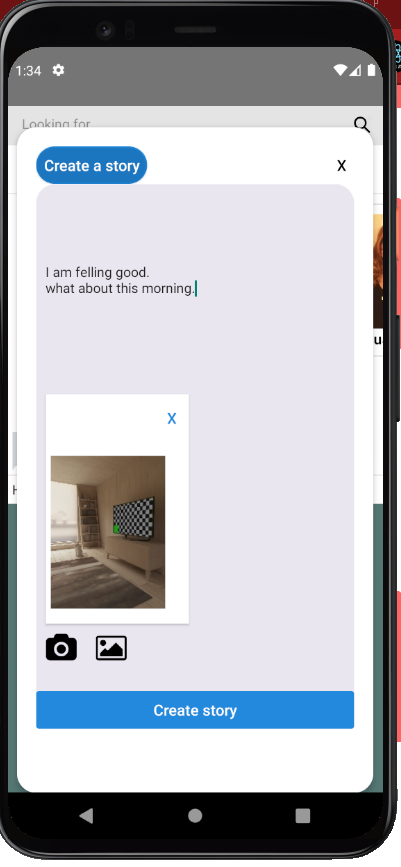 1:34
Looking for
Create a story
X
I am felling good.
what about this morning.
X
Create story